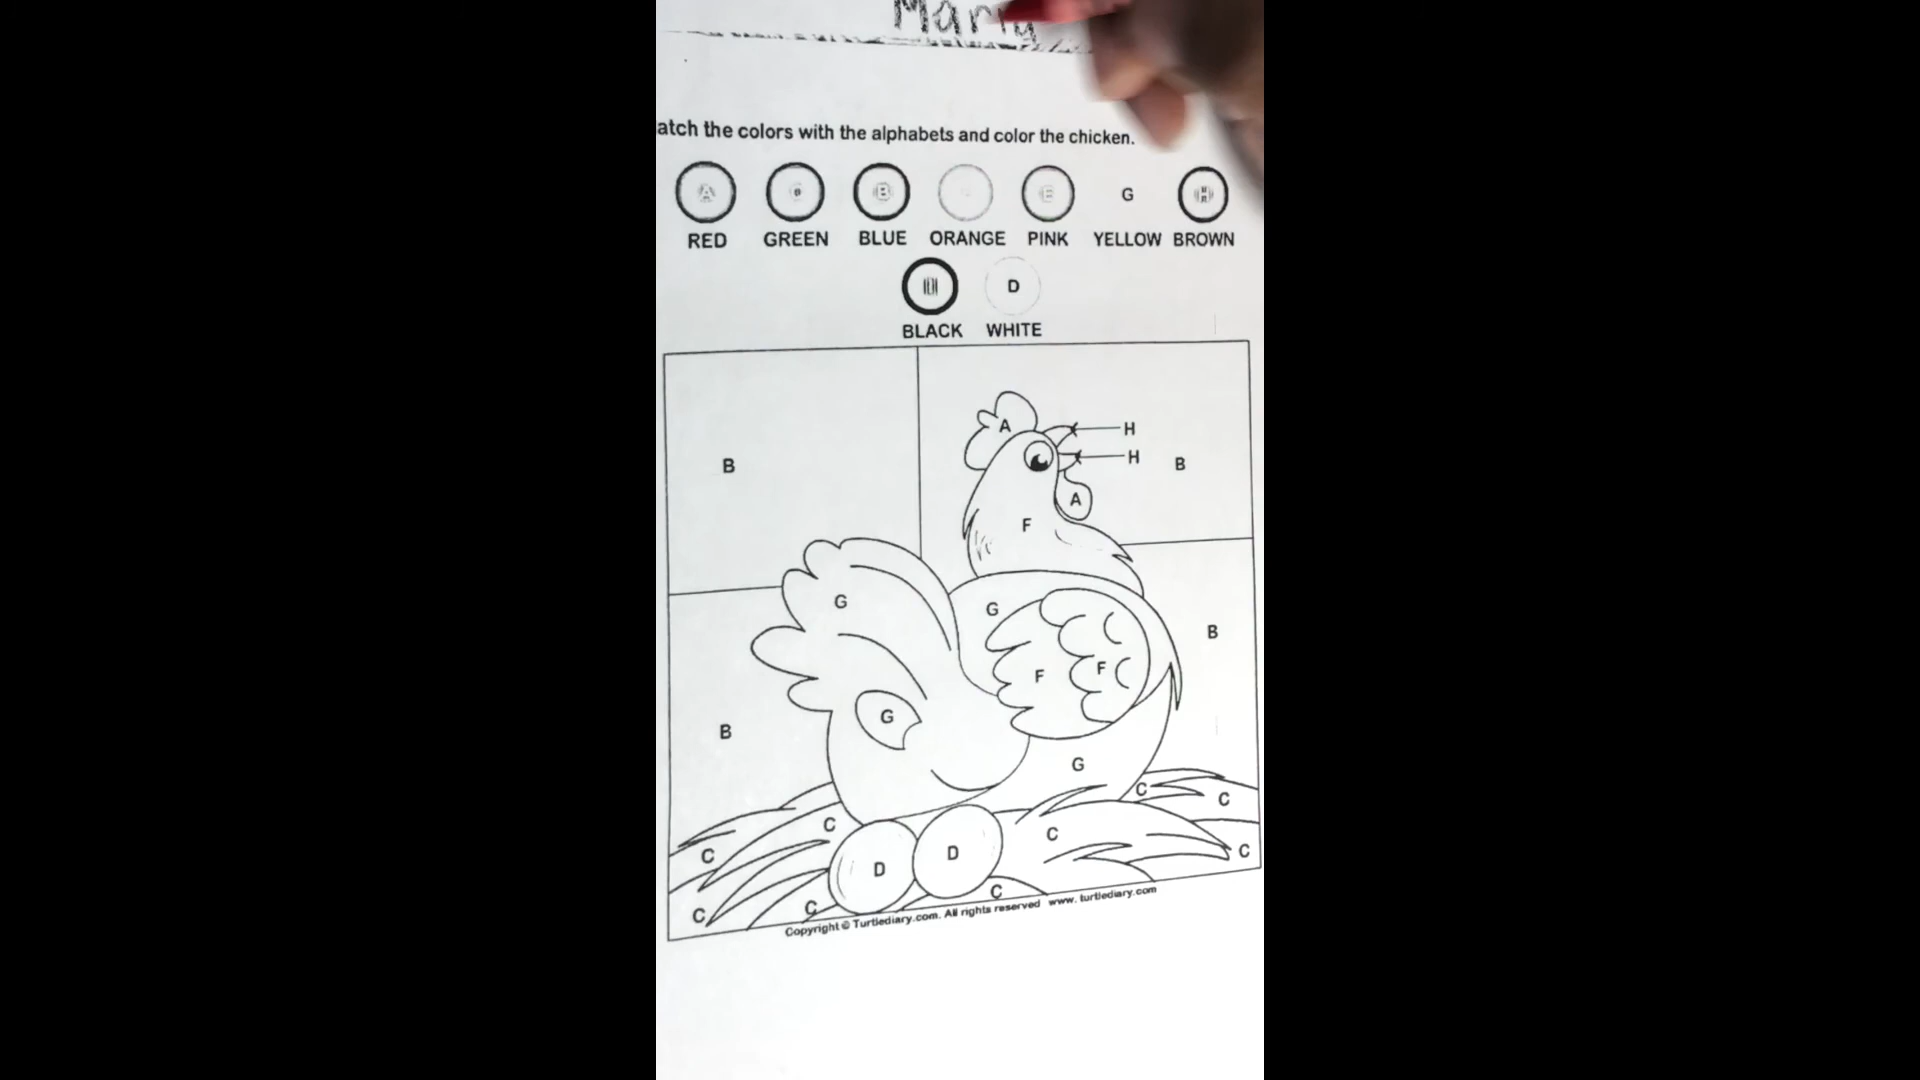 Marry
atch the colors with the alphabets and color the chicken.
A B E G H
RED GREEN BLUE ORANGE PINK YELLOW BROWN
D
BLACK WHITE
A H
B H B
A
F
G G B
F F
G
B G
C C
C C C
C D D C
C C C
Copyright © Turtlediary.com. All rights reserved www.turtlediary.com